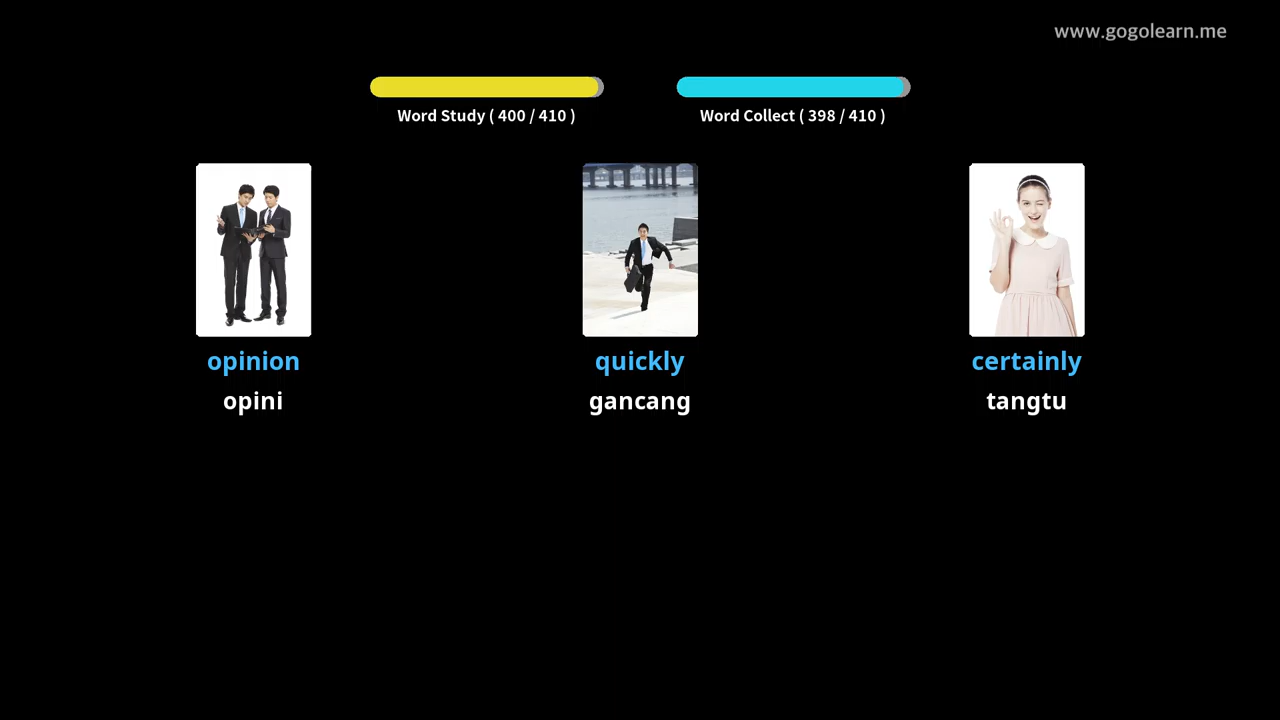 www.gogolearn.me
Word Study ( 400 / 410 )
Word Collect ( 398 / 410 )
opinion
opini
quickly
gancang
certainly
tangtu